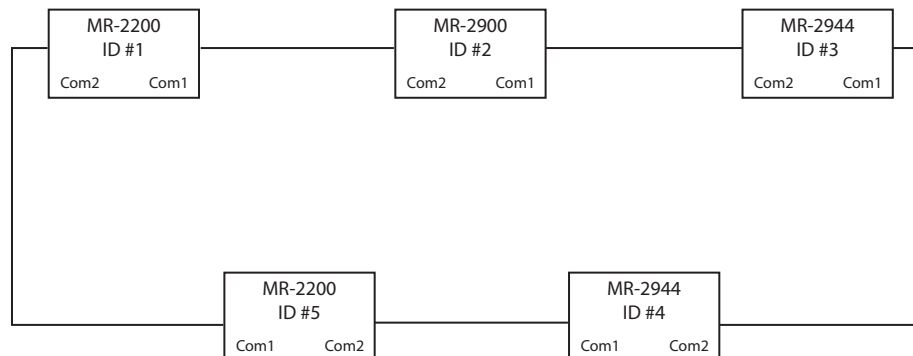 MR-2200
ID #1
Com2 Com1
MR-2900
ID #2
Com2 Com1
MR-2944
ID #3
Com2 Com1
MR-2200
ID #5
Com1 Com2
MR-2944
ID #4
Com1 Com2